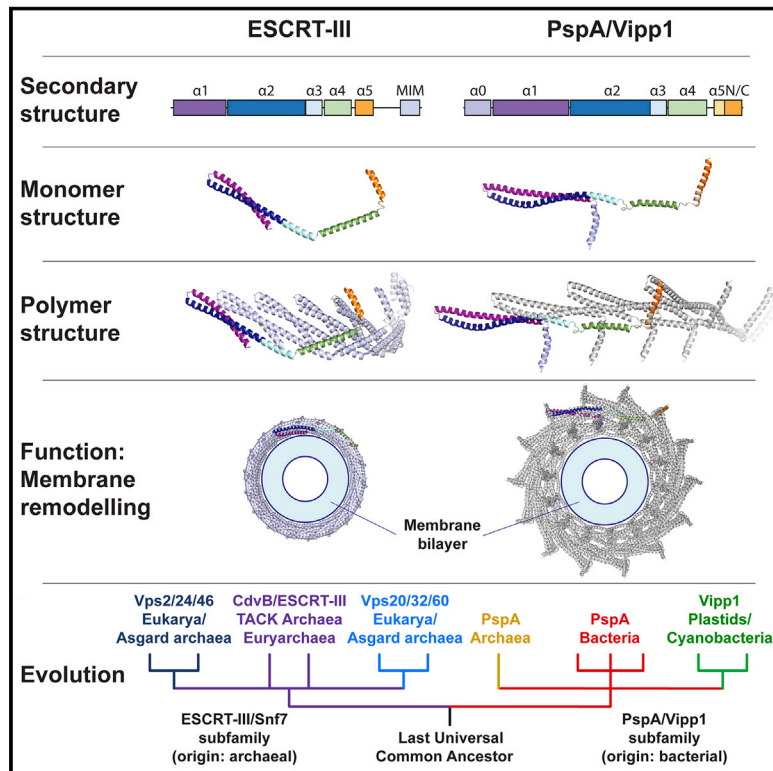 ESCRT-III PspA/Vipp1
Secondary
structure
α1 α2 α3 α4 α5 MIM
α0 α1 α2 α3 α4 α5N/C
Monomer
structure
Polymer
structure
Function:
Membrane
remodelling
Membrane
bilayer
Vps2/24/46
Eukarya/
Asgard archaea
CdvB/ESCRT-III
TACK Archaea
Euryarchaea
Vps20/32/60
Eukarya/
Asgard archaea
PspA
Archaea
PspA
Bacteria
Vipp1
Plastids/
Cyanobacteria
Evolution
ESCRT-III/Snf7
subfamily
(origin: archaeal)
Last Universal
Common Ancestor
PspA/Vipp1
subfamily
(origin: bacterial)